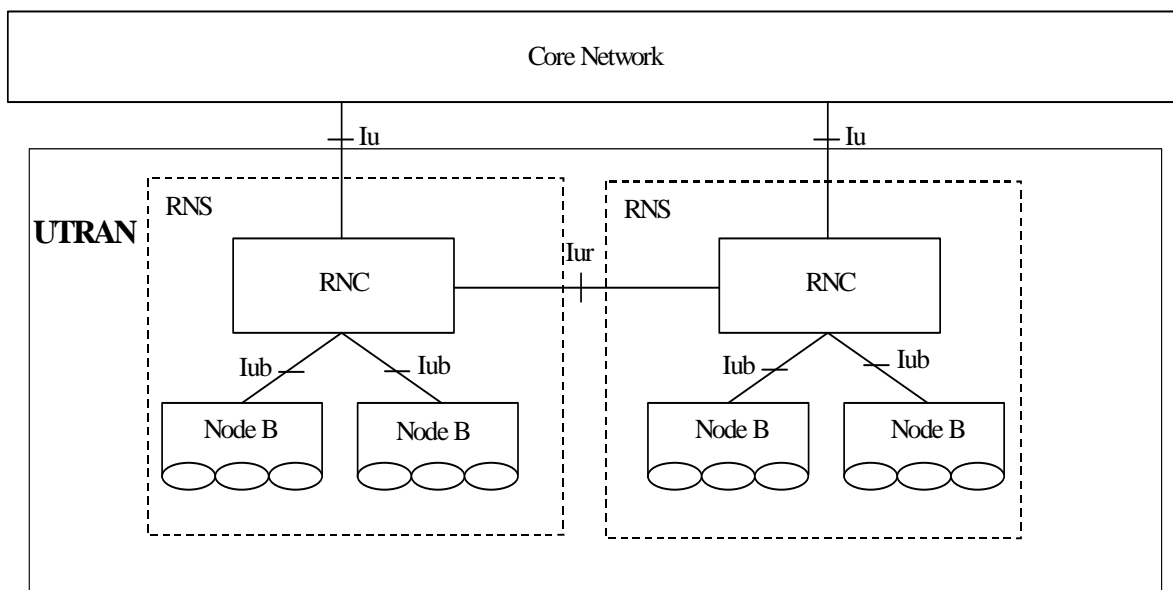 Core Network
Iu
Iu
RNS
RNS
UTRAN
Iur
RNC
RNC
Iub
Iub
Iub
Iub
Node B
Node B
Node B
Node B